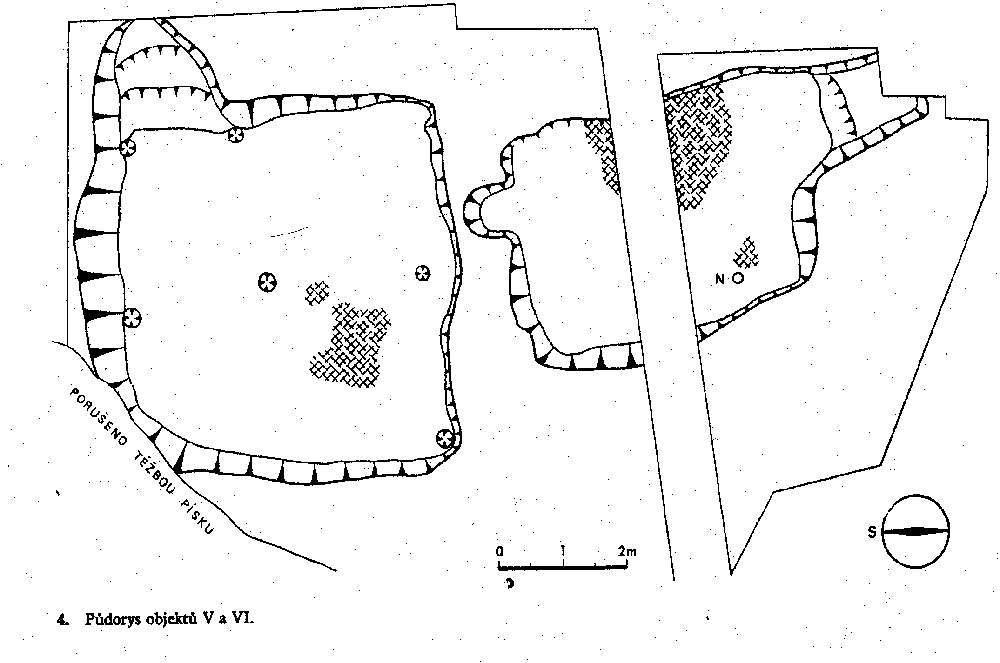 N O
PORUŠENO TĚŽBOU PÍSKU
0 1 2m
S
4. Půdorys objektů V a VI.